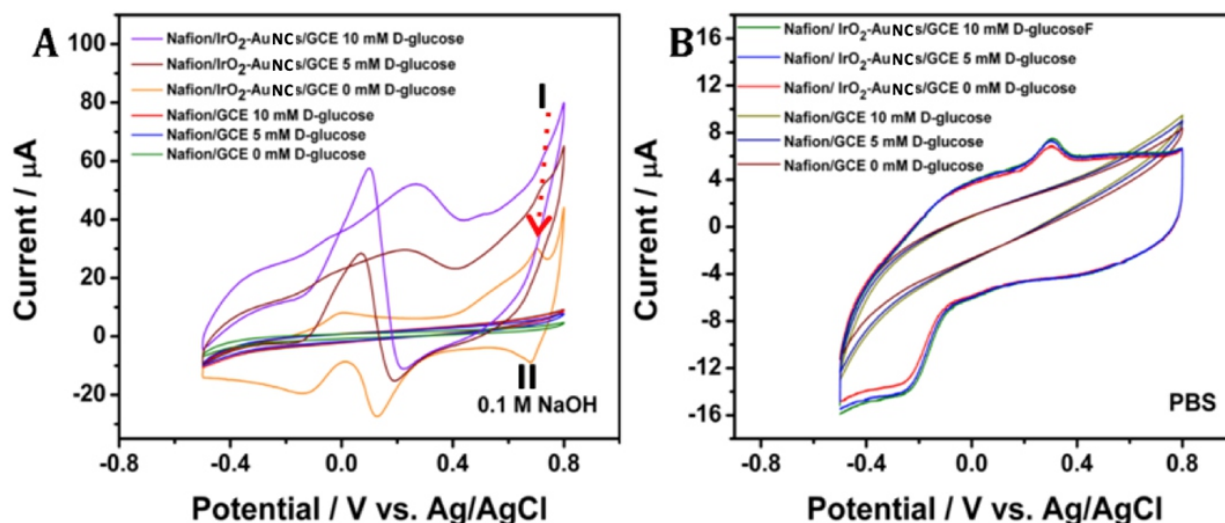 A
Nafion/IrO2-AuNCs/GCE 10 mM D-glucose
Nafion/IrO2-AuNCs/GCE 5 mM D-glucose
Nafion/IrO2-AuNCs/GCE 0 mM D-glucose
Nafion/GCE 10 mM D-glucose
Nafion/GCE 5 mM D-glucose
Nafion/GCE 0 mM D-glucose
I
II
0.1 M NaOH
100
80
60
40
20
0
-20
Current / μA
-0.8
-0.4
0.0
0.4
0.8
Potential / V vs. Ag/AgCl
B
Nafion/ IrO2-AuNCs/GCE 10 mM D-glucoseF
Nafion/ IrO2-AuNCs/GCE 5 mM D-glucose
Nafion/ IrO2-AuNCs/GCE 0 mM D-glucose
Nafion/GCE 10 mM D-glucose
Nafion/GCE 5 mM D-glucose
Nafion/GCE 0 mM D-glucose
PBS
16
12
8
4
0
-4
-8
-12
-16
Current / μA
-0.8
-0.4
0.0
0.4
0.8
Potential / V vs. Ag/AgCl